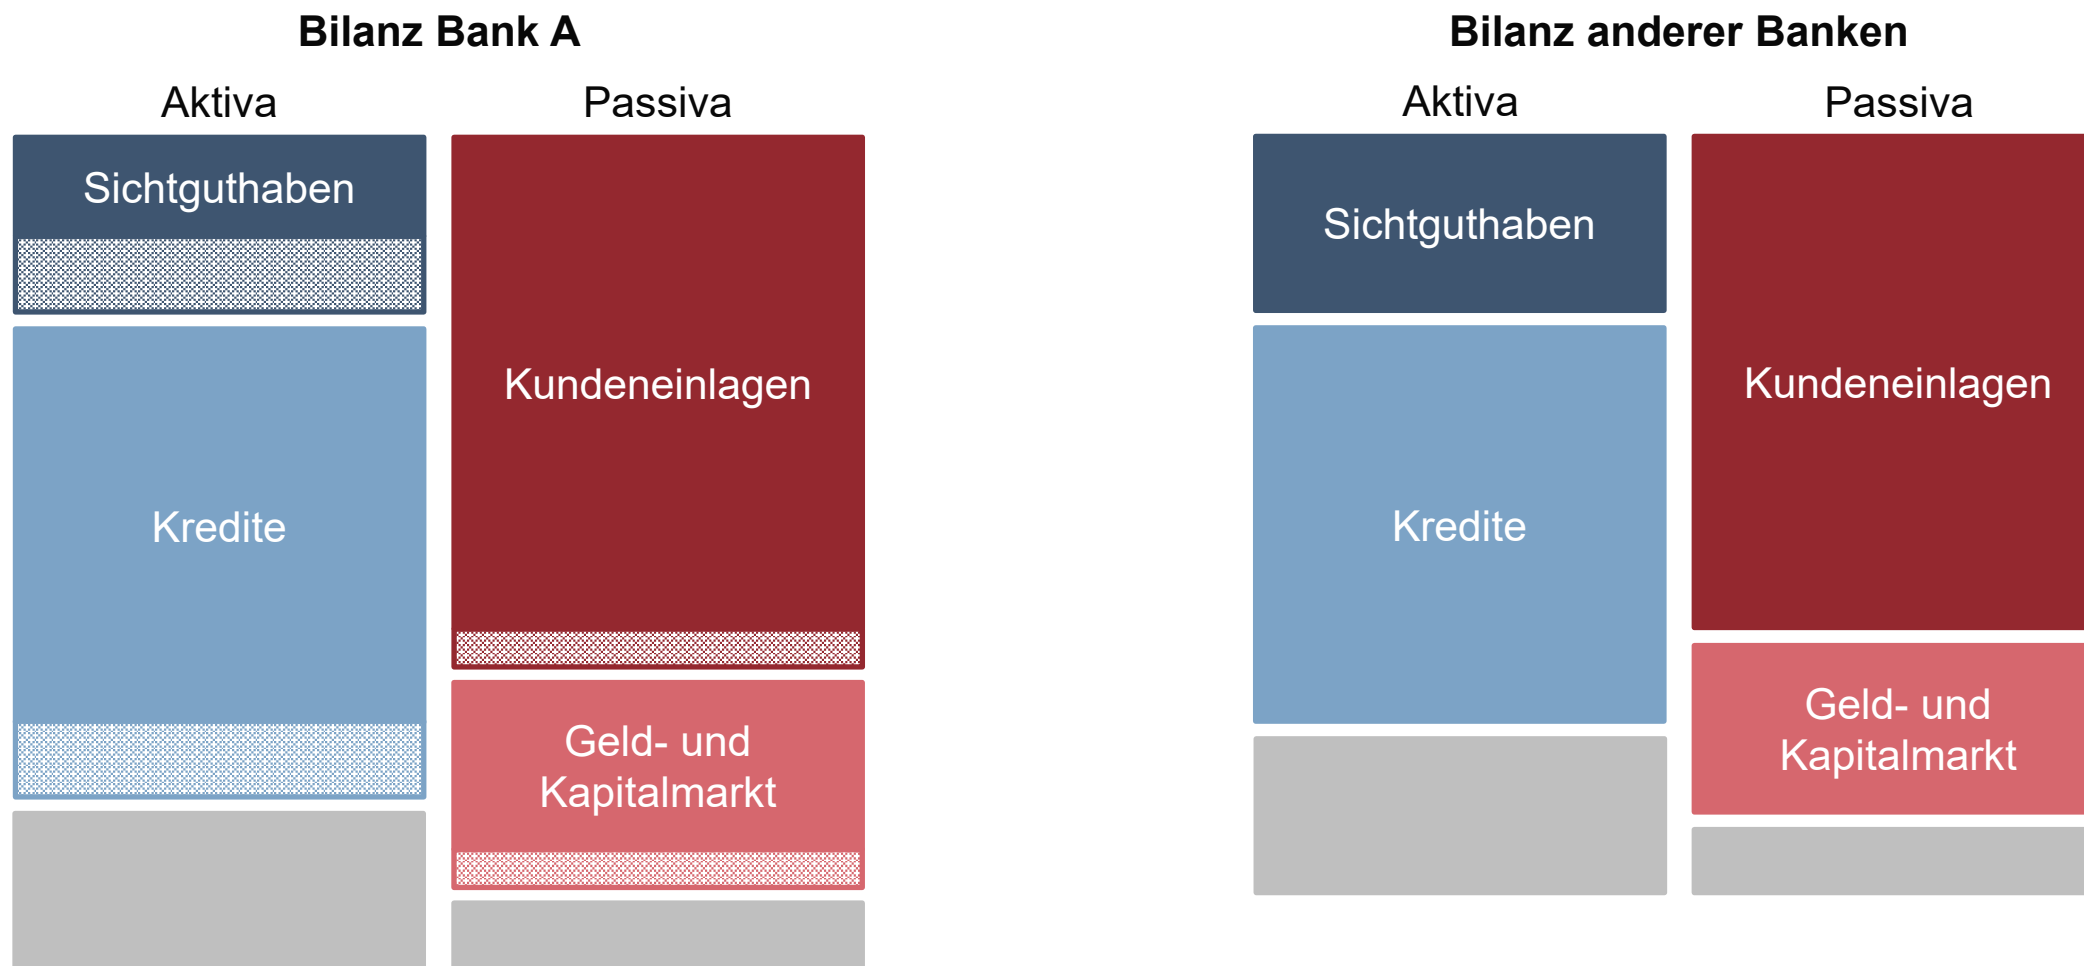 Bilanz Bank A
Aktiva
Passiva
Sichtguthaben
Kredite
Kundeneinlagen
Geld- und
Kapitalmarkt
Bilanz anderer Banken
Aktiva
Passiva
Sichtguthaben
Kredite
Kundeneinlagen
Geld- und
Kapitalmarkt